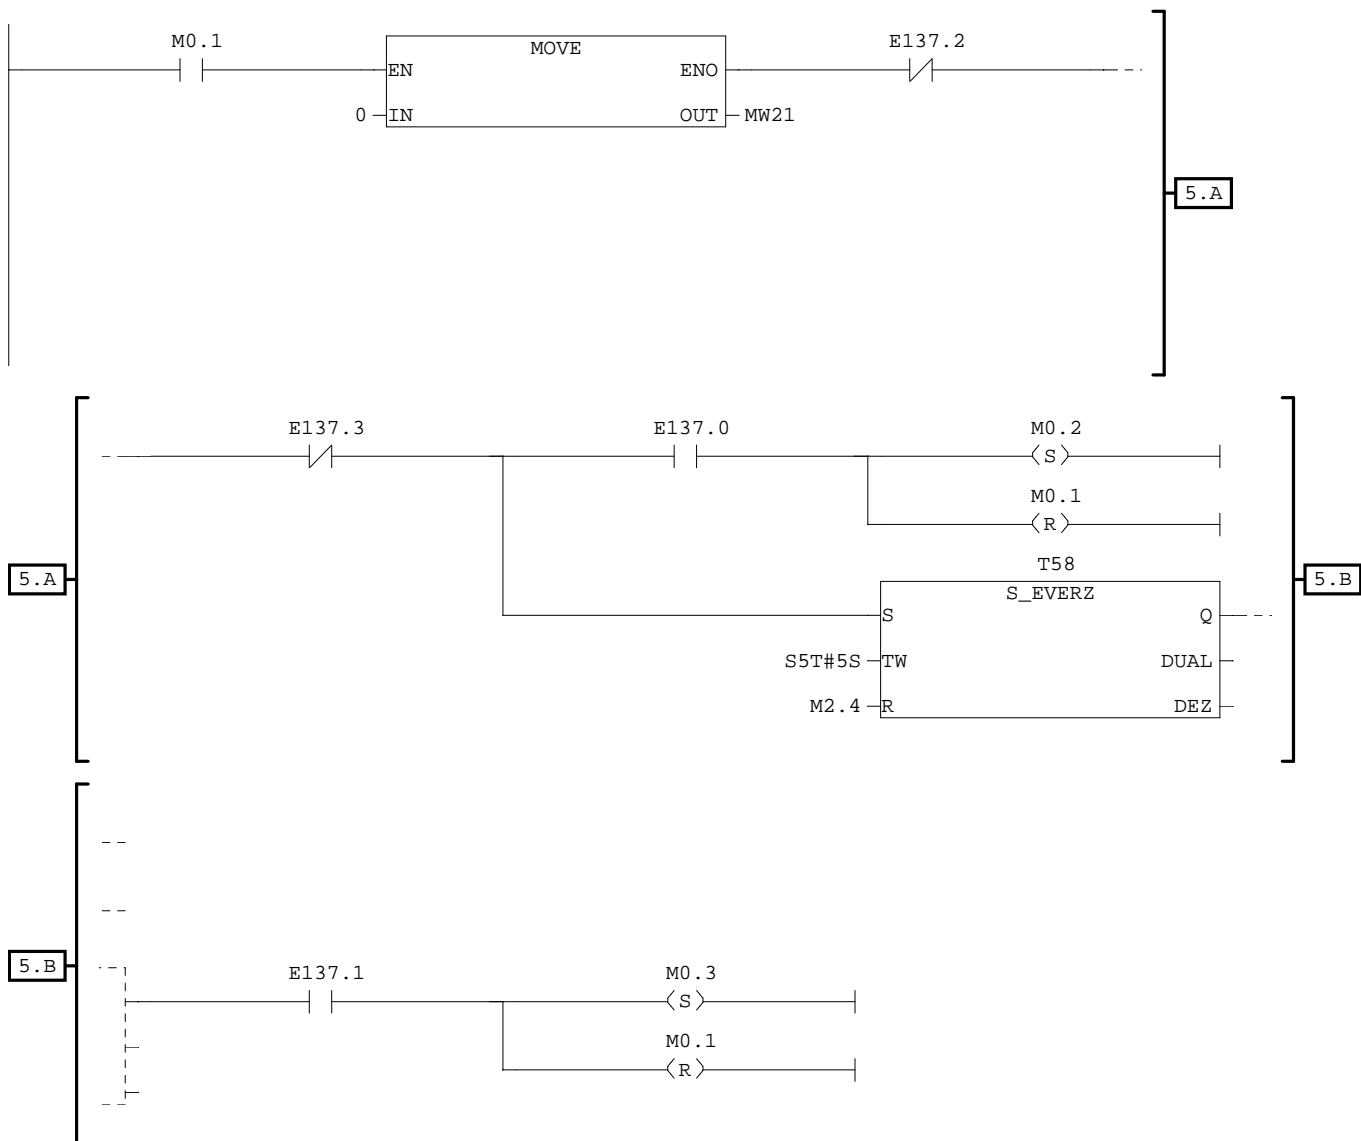 M0.1
MOVE
E137.2
EN
ENO
0
IN
OUT
MW21
5.A
E137.3
E137.0
M0.2
S
M0.1
R
T58
5.A
S_EVERZ
5.B
S
Q
S5T#5S
TW
DUAL
M2.4
R
DEZ
5.B
E137.1
M0.3
S
M0.1
R